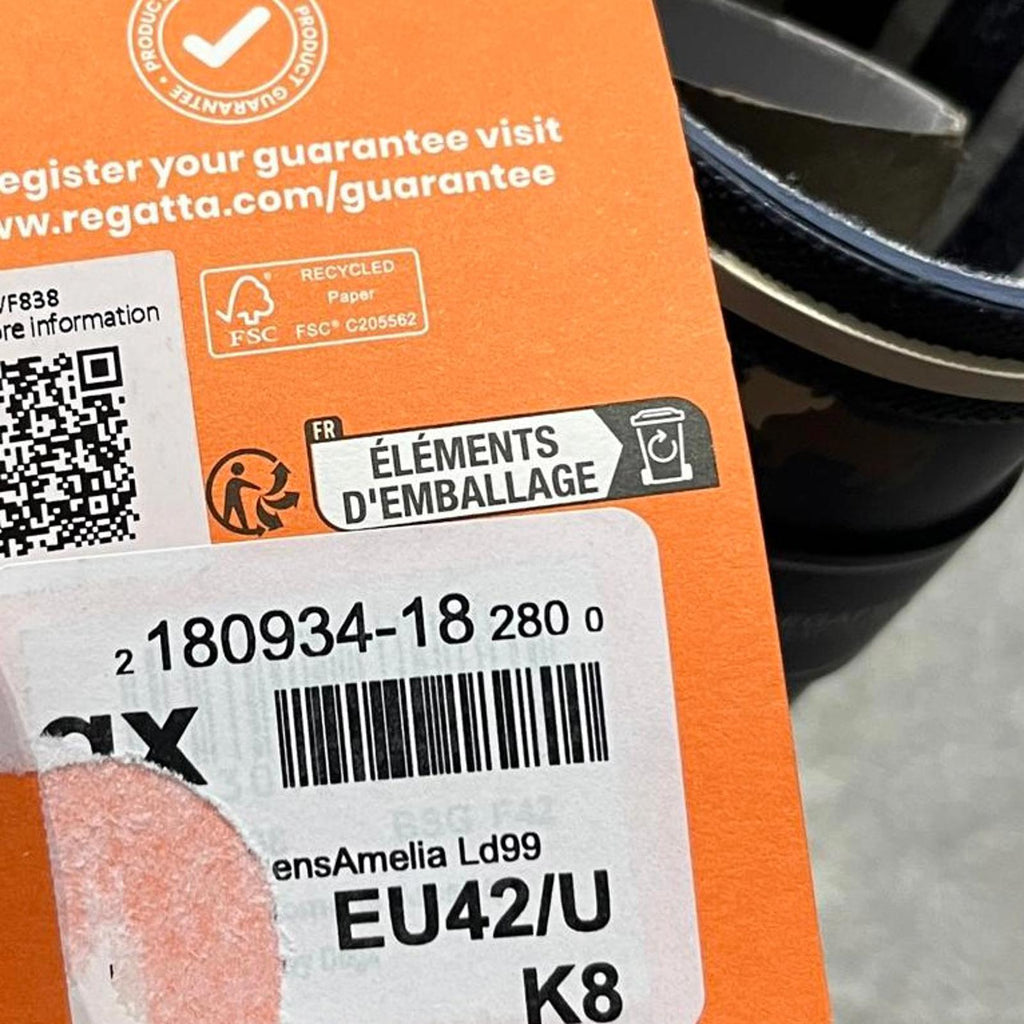 PRODUCT GUARANTEE • PRODUCT
egister your guarantee visit
ww.regatta.com/guarantee
/F838
ore information
FSC®
RECYCLED
Paper
FSC® C205562
FR
ÉLÉMENTS
D'EMBALLAGE
2 180934-18 280 0
ax
ensAmelia Ld99
EU42/U
K8